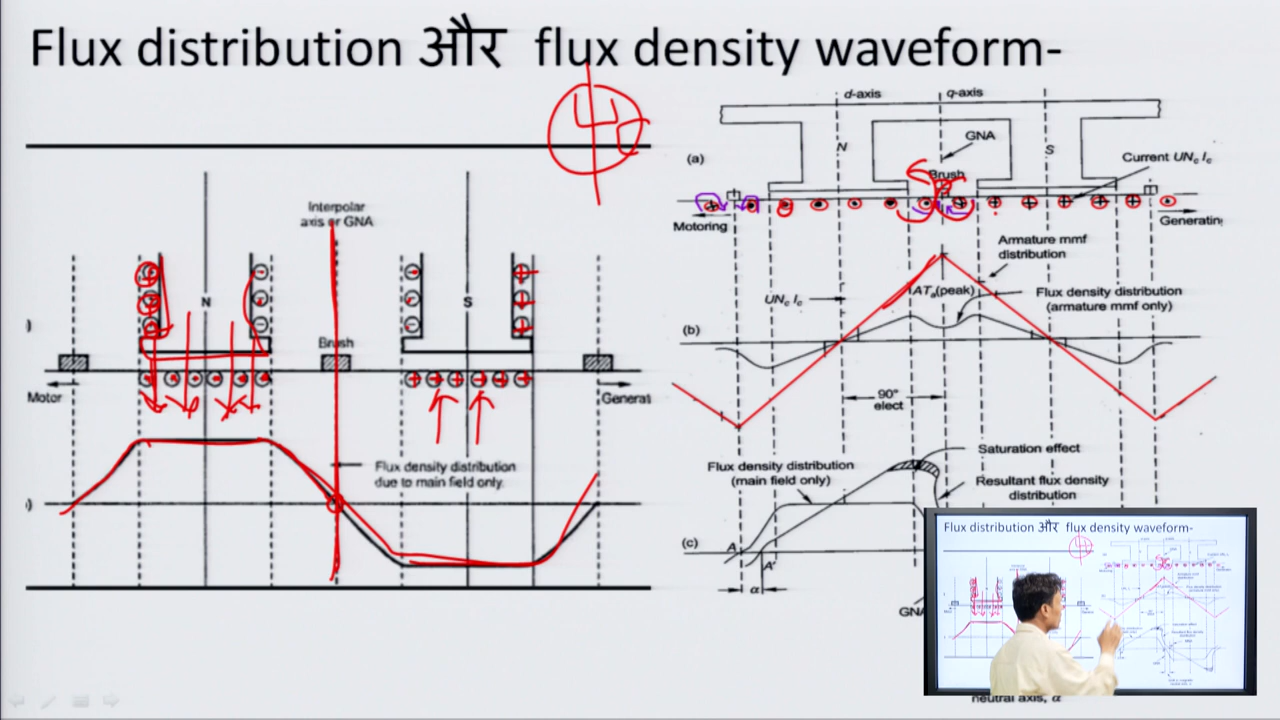 Flux distribution और flux density waveform-
Interpolar
axis or GNA
N
S
Brush
Motor
Generat
Flux density distribution
due to main field only.
d-axis
q-axis
(a)
N
GNA
S
Current UNc Ic
Brush
Motoring
Generating
Armature mmf
distribution
UNc Ic
ATa(peak)
Flux density distribution
(armature mmf only)
(b)
90°
elect
Saturation effect
Flux density distribution
(main field only)
Resultant flux density
distribution
(c)
A
A'
α
GNA
neutral axis, α
Flux distribution और flux density waveform-